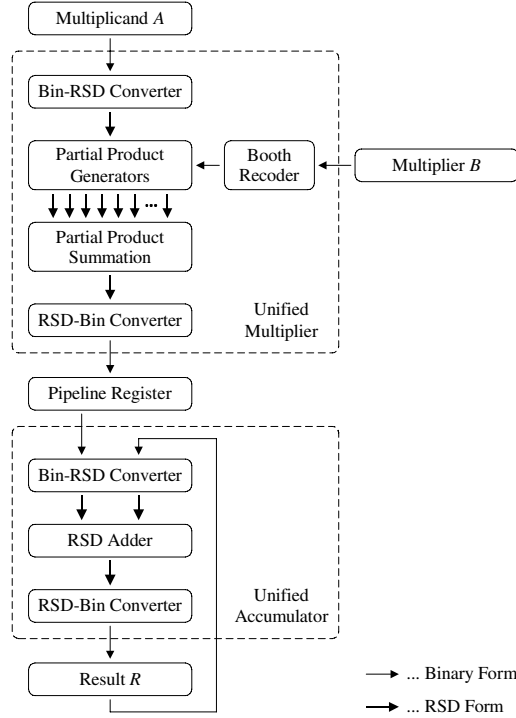 Multiplicand A
Bin-RSD Converter
Partial Product
Generators
Booth
Recoder
Multiplier B
...
Partial Product
Summation
RSD-Bin Converter
Unified
Multiplier
Pipeline Register
Bin-RSD Converter
RSD Adder
RSD-Bin Converter
Unified
Accumulator
Result R
... Binary Form
... RSD Form